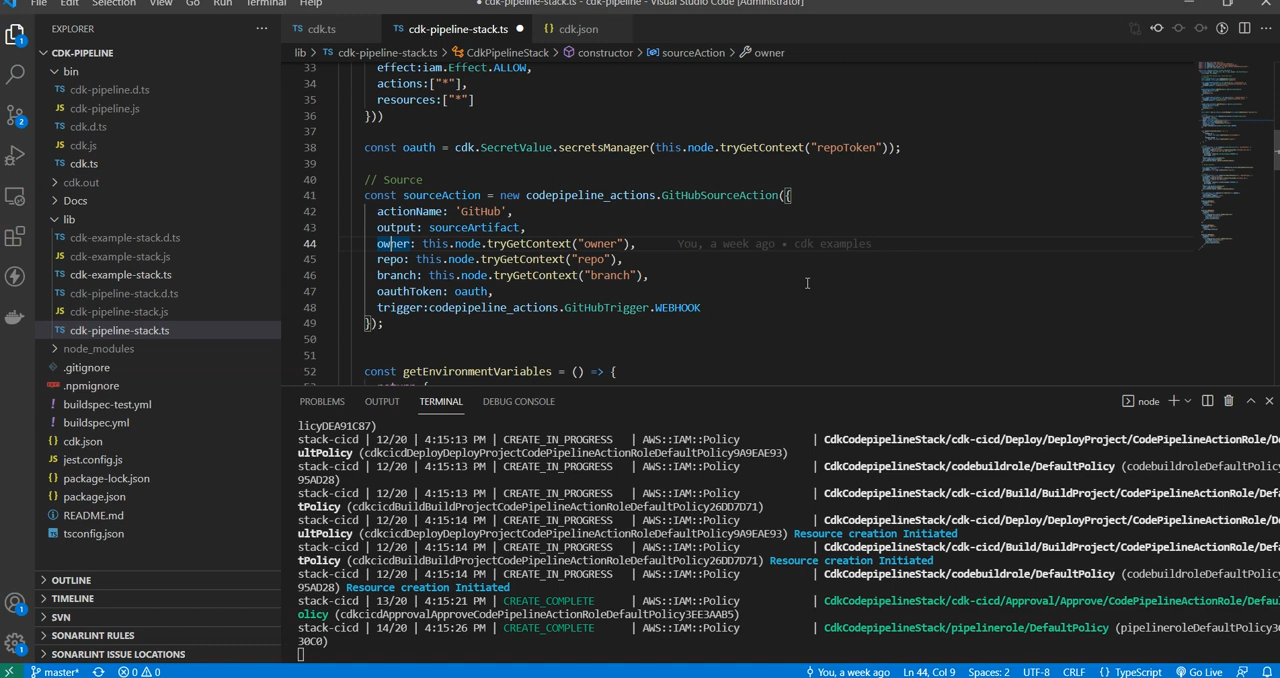 File Edit Selection View Go Run Terminal Help
● cdk-pipeline-stack.ts - cdk-pipeline - Visual Studio Code [Administrator]
EXPLORER
TS cdk.ts
TS cdk-pipeline-stack.ts ●
{} cdk.json
lib > TS cdk-pipeline-stack.ts > CdkPipelineStack > constructor > sourceAction > owner
CDK-PIPELINE
bin
TS cdk-pipeline.d.ts
JS cdk-pipeline.js
TS cdk.d.ts
JS cdk.js
TS cdk.ts
cdk.out
Docs
lib
TS cdk-example-stack.d.ts
JS cdk-example-stack.js
TS cdk-example-stack.ts
TS cdk-pipeline-stack.d.ts
JS cdk-pipeline-stack.js
TS cdk-pipeline-stack.ts
node_modules
.gitignore
.npmignore
buildspec-test.yml
buildspec.yml
cdk.json
jest.config.js
package-lock.json
package.json
README.md
tsconfig.json
OUTLINE
TIMELINE
SVN
SONARLINT RULES
SONARLINT ISSUE LOCATIONS
33 effect:iam.Effect.ALLOW,
34 actions:["*"],
35 resources:["*"]
36 }))
37
38 const oauth = cdk.SecretValue.secretsManager(this.node.tryGetContext("repoToken"));
39
40 // Source
41 const sourceAction = new codepipeline_actions.GitHubSourceAction({
42 actionName: 'GitHub',
43 output: sourceArtifact,
44 owner: this.node.tryGetContext("owner"), You, a week ago • cdk examples
45 repo: this.node.tryGetContext("repo"),
46 branch: this.node.tryGetContext("branch"),
47 oauthToken: oauth,
48 trigger:codepipeline_actions.GitHubTrigger.WEBHOOK
49 });
50
51
52 const getEnvironmentVariables = () => {
PROBLEMS OUTPUT TERMINAL DEBUG CONSOLE
node
licyDEA91C87)
stack-cicd | 12/20 | 4:15:13 PM | CREATE_IN_PROGRESS | AWS::IAM::Policy | CdkCodepipelineStack/cdk-cicd/Deploy/DeployProject/CodePipelineActionRole/De
ultPolicy (cdkcicdDeployDeployProjectCodePipelineActionRoleDefaultPolicy9A9EAE93)
stack-cicd | 12/20 | 4:15:13 PM | CREATE_IN_PROGRESS | AWS::IAM::Policy | CdkCodepipelineStack/codebuildrole/DefaultPolicy (codebuildroleDefaultPolicy
95AD28)
stack-cicd | 12/20 | 4:15:13 PM | CREATE_IN_PROGRESS | AWS::IAM::Policy | CdkCodepipelineStack/cdk-cicd/Build/BuildProject/CodePipelineActionRole/Defa
tPolicy (cdkcicdBuildBuildProjectCodePipelineActionRoleDefaultPolicy26DD7D71)
stack-cicd | 12/20 | 4:15:14 PM | CREATE_IN_PROGRESS | AWS::IAM::Policy | CdkCodepipelineStack/cdk-cicd/Deploy/DeployProject/CodePipelineActionRole/De
ultPolicy (cdkcicdDeployDeployProjectCodePipelineActionRoleDefaultPolicy9A9EAE93) Resource creation Initiated
stack-cicd | 12/20 | 4:15:14 PM | CREATE_IN_PROGRESS | AWS::IAM::Policy | CdkCodepipelineStack/cdk-cicd/Build/BuildProject/CodePipelineActionRole/Defa
tPolicy (cdkcicdBuildBuildProjectCodePipelineActionRoleDefaultPolicy26DD7D71) Resource creation Initiated
stack-cicd | 12/20 | 4:15:14 PM | CREATE_IN_PROGRESS | AWS::IAM::Policy | CdkCodepipelineStack/codebuildrole/DefaultPolicy (codebuildroleDefaultPolicy
95AD28) Resource creation Initiated
stack-cicd | 13/20 | 4:15:21 PM | CREATE_COMPLETE | AWS::IAM::Policy | CdkCodepipelineStack/cdk-cicd/Approval/Approve/CodePipelineActionRole/Defau
olicy (cdkcicdApprovalApproveCodePipelineActionRoleDefaultPolicy3EE3AAB5)
stack-cicd | 14/20 | 4:15:26 PM | CREATE_COMPLETE | AWS::IAM::Policy | CdkCodepipelineStack/pipelinerole/DefaultPolicy (pipelineroleDefaultPolicy3
30C0)
master* 0 0 You, a week ago Ln 44, Col 9 Spaces: 2 UTF-8 CRLF {} TypeScript Go Live